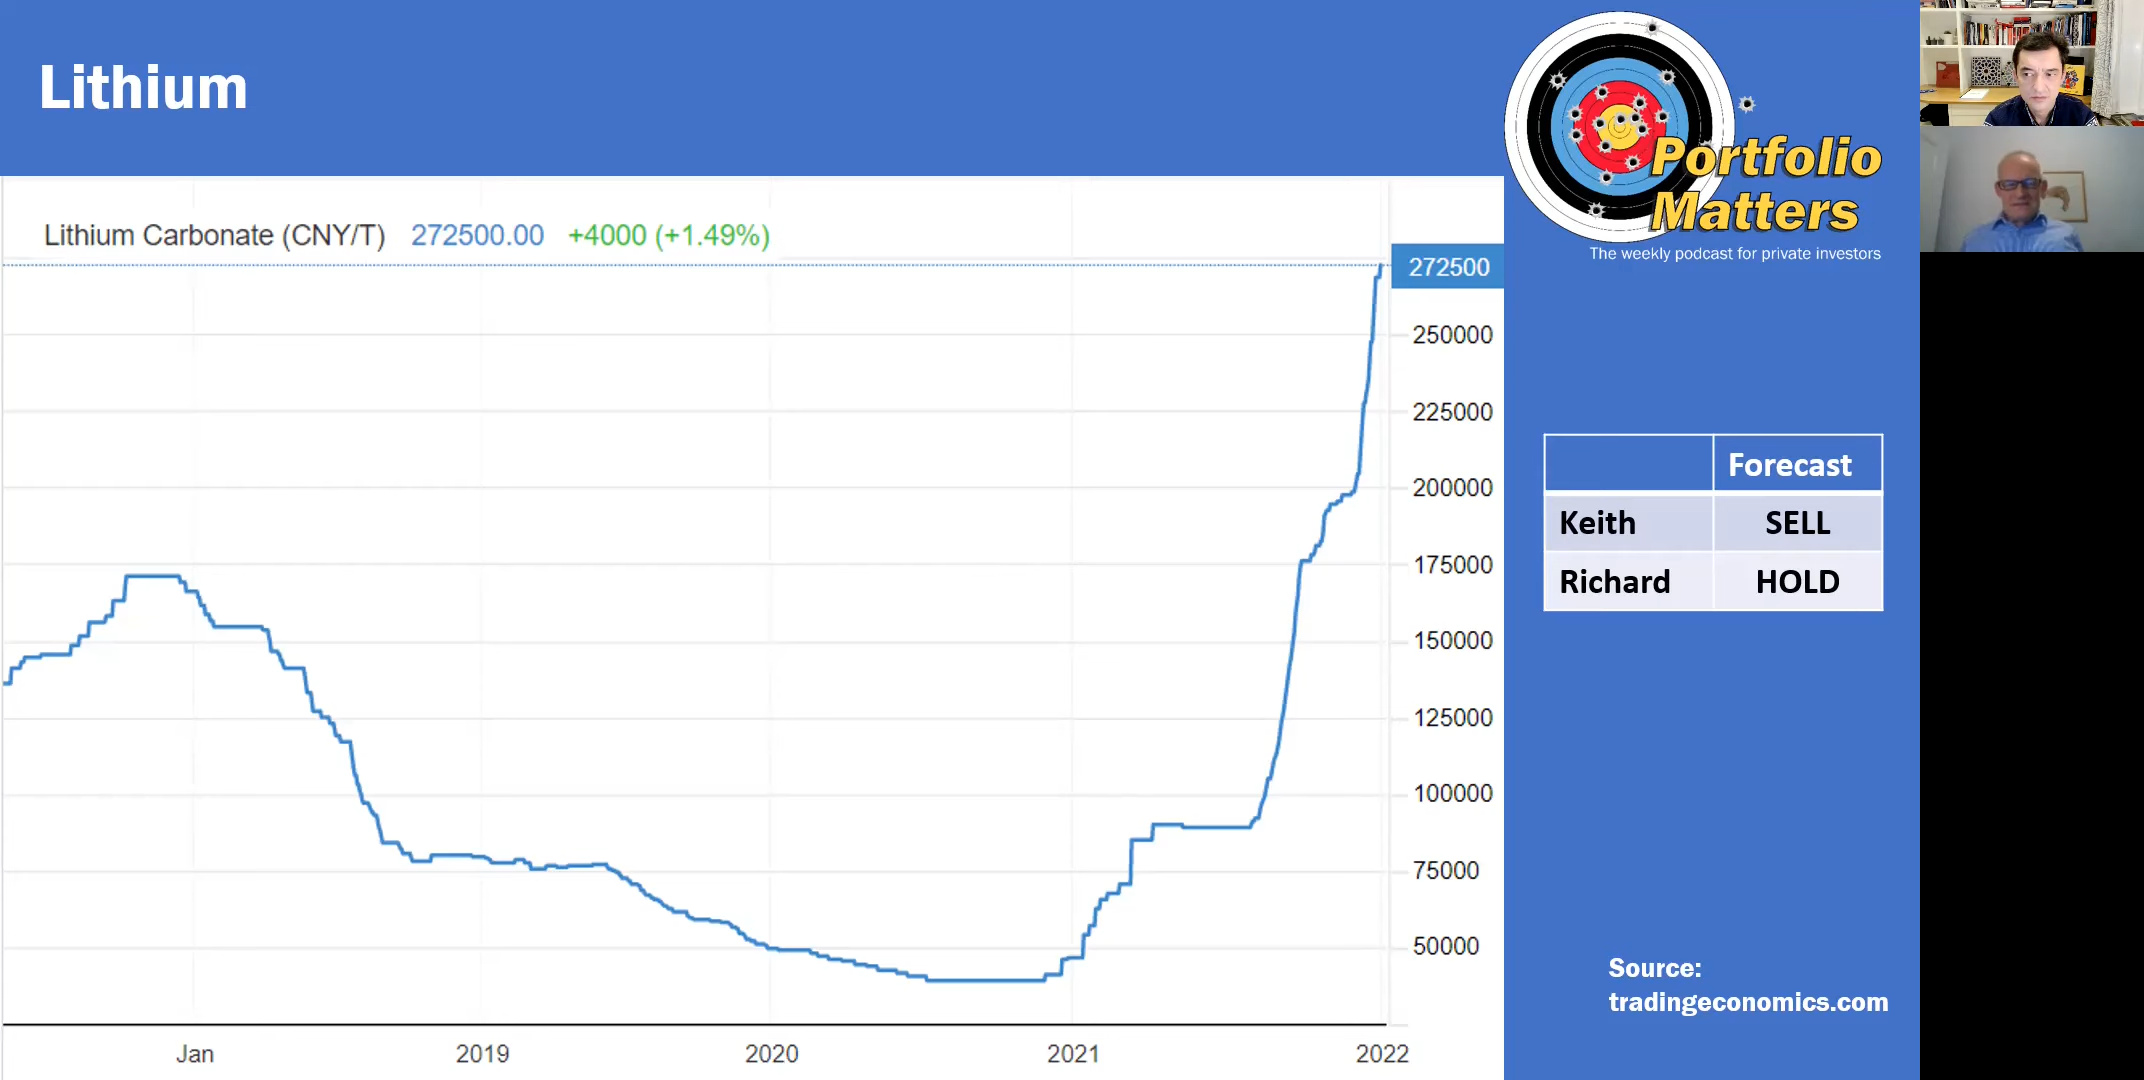 Lithium
Lithium Carbonate (CNY/T) 272500.00 +4000 (+1.49%)
272500
250000
225000
200000
175000
150000
125000
100000
75000
50000
Jan 2019 2020 2021 2022
Portfolio
Matters
The weekly podcast for private investors
Forecast
Keith SELL
Richard HOLD
Source:
tradingeconomics.com